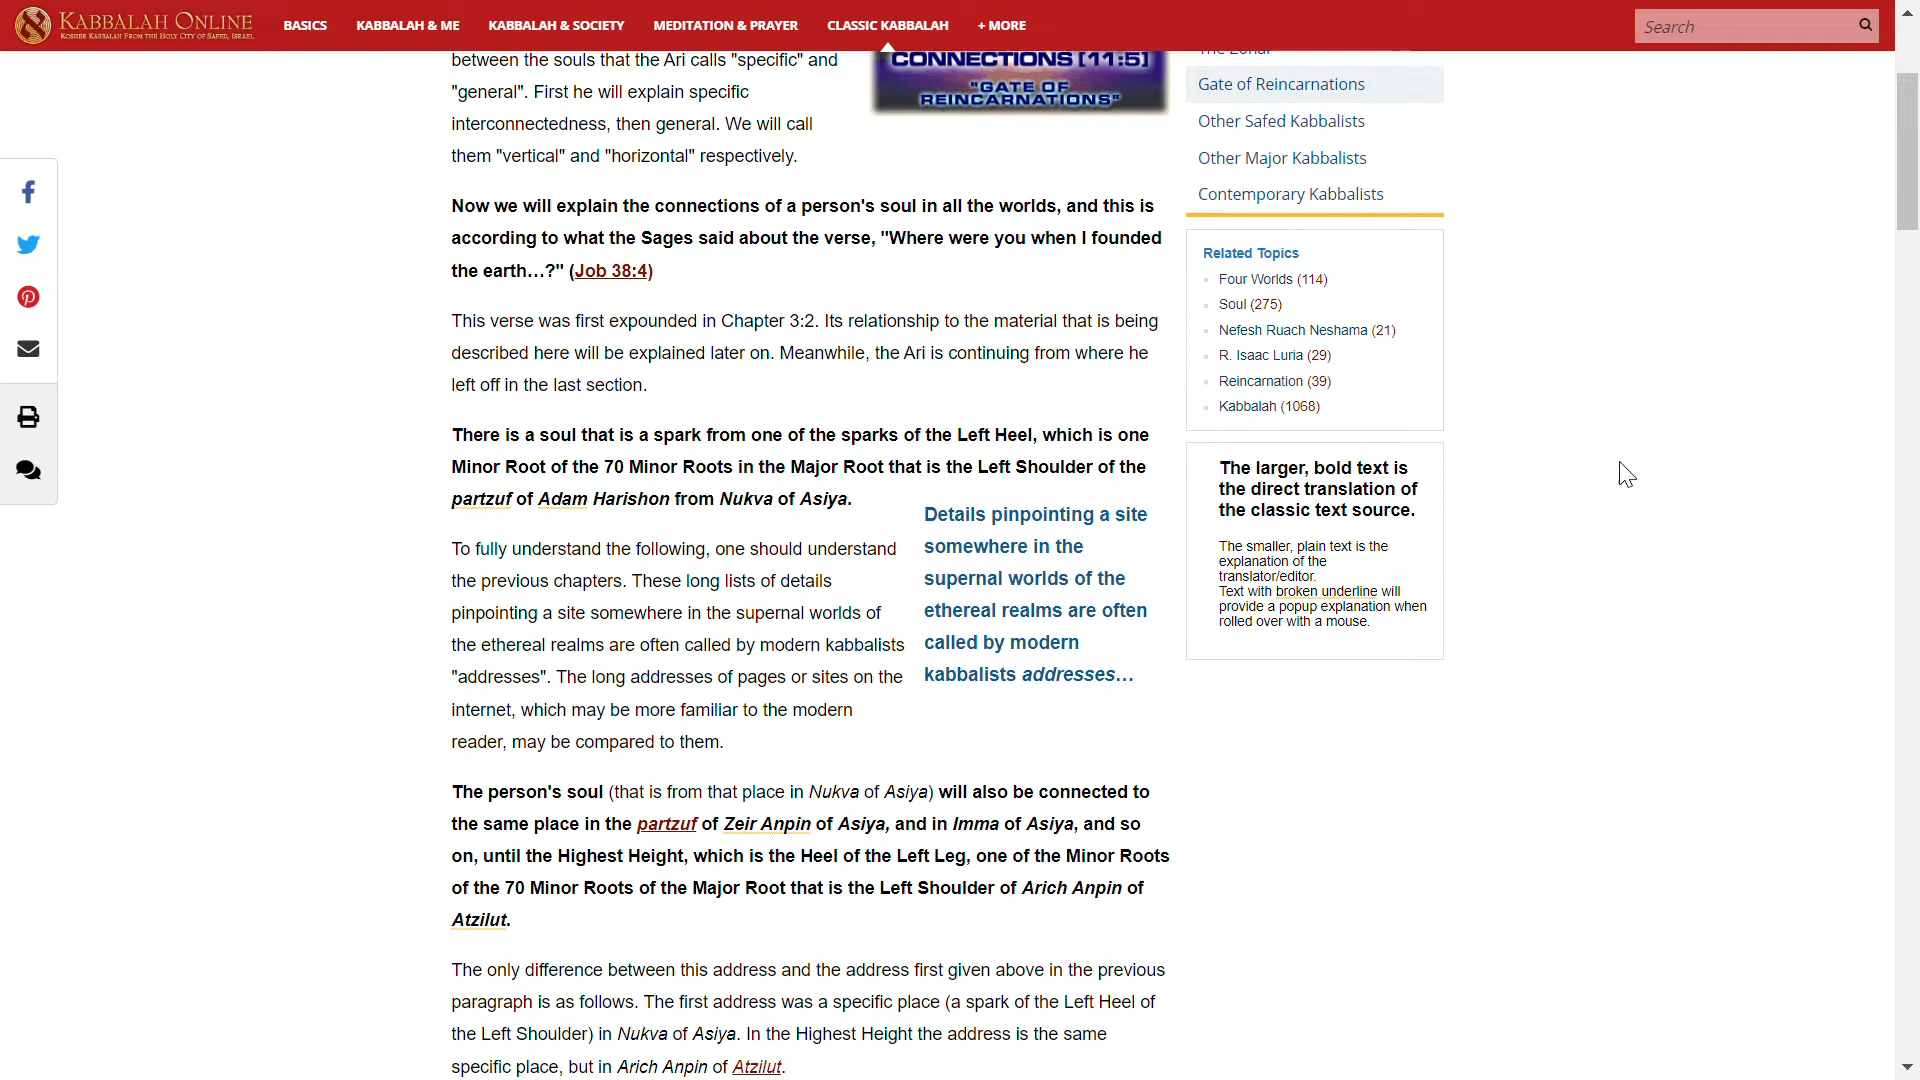 KABBALAH ONLINE
KOSHER KABBALAH FROM THE HOLY CITY OF SAFED, ISRAEL
BASICS
KABBALAH & ME
KABBALAH & SOCIETY
MEDITATION & PRAYER
CLASSIC KABBALAH
+ MORE
Search
between the souls that the Ari calls "specific" and
"general". First he will explain specific
interconnectedness, then general. We will call
them "vertical" and "horizontal" respectively.
CONNECTIONS [11:5]
"GATE OF
REINCARNATIONS"
Now we will explain the connections of a person's soul in all the worlds, and this is
according to what the Sages said about the verse, "Where were you when I founded
the earth…?" (Job 38:4)
This verse was first expounded in Chapter 3:2. Its relationship to the material that is being
described here will be explained later on. Meanwhile, the Ari is continuing from where he
left off in the last section.
There is a soul that is a spark from one of the sparks of the Left Heel, which is one
Minor Root of the 70 Minor Roots in the Major Root that is the Left Shoulder of the
partzuf of Adam Harishon from Nukva of Asiya.
To fully understand the following, one should understand
the previous chapters. These long lists of details
pinpointing a site somewhere in the supernal worlds of
the ethereal realms are often called by modern kabbalists
"addresses". The long addresses of pages or sites on the
internet, which may be more familiar to the modern
reader, may be compared to them.
Details pinpointing a site
somewhere in the
supernal worlds of the
ethereal realms are often
called by modern
kabbalists addresses…
The person's soul (that is from that place in Nukva of Asiya) will also be connected to
the same place in the partzuf of Zeir Anpin of Asiya, and in Imma of Asiya, and so
on, until the Highest Height, which is the Heel of the Left Leg, one of the Minor Roots
of the 70 Minor Roots of the Major Root that is the Left Shoulder of Arich Anpin of
Atzilut.
The only difference between this address and the address first given above in the previous
paragraph is as follows. The first address was a specific place (a spark of the Left Heel of
the Left Shoulder) in Nukva of Asiya. In the Highest Height the address is the same
specific place, but in Arich Anpin of Atzilut.
The Zohar
Gate of Reincarnations
Other Safed Kabbalists
Other Major Kabbalists
Contemporary Kabbalists
Related Topics
Four Worlds (114)
Soul (275)
Nefesh Ruach Neshama (21)
R. Isaac Luria (29)
Reincarnation (39)
Kabbalah (1068)
The larger, bold text is
the direct translation of
the classic text source.
The smaller, plain text is the
explanation of the
translator/editor.
Text with broken underline will
provide a popup explanation when
rolled over with a mouse.